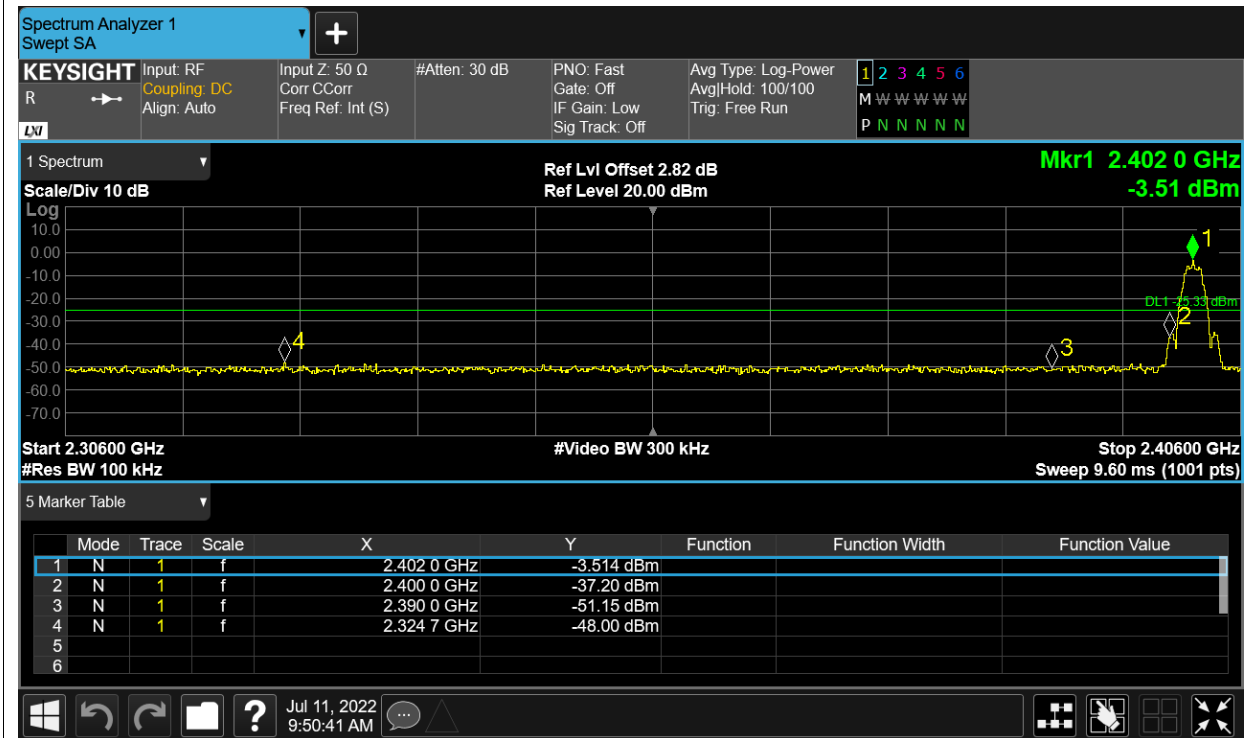 Spectrum Analyzer 1
Swept SA
KEYSIGHT
R
LXI
Input: RF
Coupling: DC
Align: Auto
Input Z: 50 Ω
Corr CCorr
Freq Ref: Int (S)
#Atten: 30 dB
PNO: Fast
Gate: Off
IF Gain: Low
Sig Track: Off
Avg Type: Log-Power
Avg|Hold: 100/100
Trig: Free Run
1 2 3 4 5 6
M W W W W W
P N N N N N
1 Spectrum
Scale/Div 10 dB
Ref Lvl Offset 2.82 dB
Ref Level 20.00 dBm
Mkr1 2.402 0 GHz
-3.51 dBm
Log
10.0
0.00
-10.0
-20.0
-30.0
-40.0
-50.0
-60.0
-70.0
1
DL1 -25.33 dBm
2
4
3
Start 2.30600 GHz
#Video BW 300 kHz
Stop 2.40600 GHz
#Res BW 100 kHz
Sweep 9.60 ms (1001 pts)
5 Marker Table
Mode Trace Scale X Y Function Function Width Function Value
1 N 1 f 2.402 0 GHz -3.514 dBm
2 N 1 f 2.400 0 GHz -37.20 dBm
3 N 1 f 2.390 0 GHz -51.15 dBm
4 N 1 f 2.324 7 GHz -48.00 dBm
5
6
?
Jul 11, 2022
9:50:41 AM